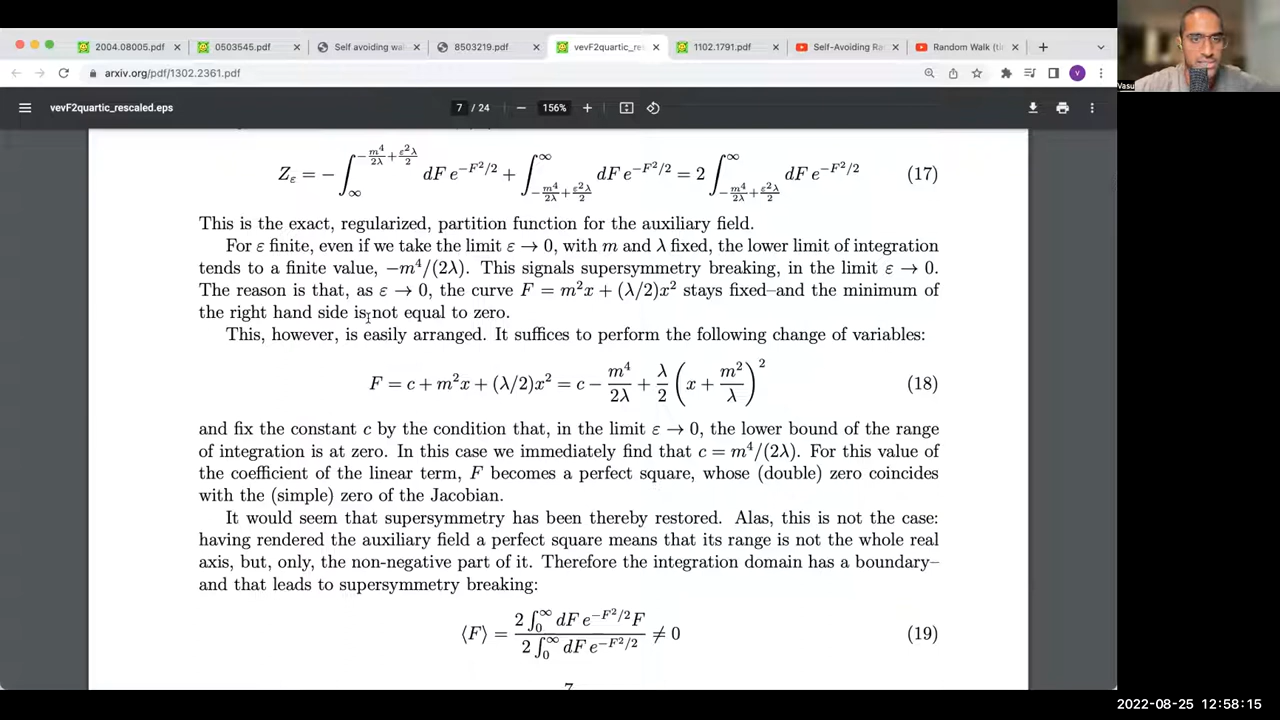 2004.08005.pdf
0503545.pdf
Self avoiding wal
8503219.pdf
vevF2quartic_res
1102.1791.pdf
Self-Avoiding Ra
Random Walk (ti
arxiv.org/pdf/1302.2361.pdf
V
vevF2quartic_rescaled.eps
7 / 24
156%
Vasu
Z_ε = − ∫_∞^{−m⁴/2λ + ε²λ/2} dF e^{−F²/2} + ∫_{−m⁴/2λ + ε²λ/2}^∞ dF e^{−F²/2} = 2 ∫_{−m⁴/2λ + ε²λ/2}^∞ dF e^{−F²/2} (17)
This is the exact, regularized, partition function for the auxiliary field.
For ε finite, even if we take the limit ε → 0, with m and λ fixed, the lower limit of integration
tends to a finite value, −m⁴/(2λ). This signals supersymmetry breaking, in the limit ε → 0.
The reason is that, as ε → 0, the curve F = m²x + (λ/2)x² stays fixed–and the minimum of
the right hand side is not equal to zero.
This, however, is easily arranged. It suffices to perform the following change of variables:
F = c + m²x + (λ/2)x² = c − m⁴/2λ + λ/2 (x + m²/λ)² (18)
and fix the constant c by the condition that, in the limit ε → 0, the lower bound of the range
of integration is at zero. In this case we immediately find that c = m⁴/(2λ). For this value of
the coefficient of the linear term, F becomes a perfect square, whose (double) zero coincides
with the (simple) zero of the Jacobian.
It would seem that supersymmetry has been thereby restored. Alas, this is not the case:
having rendered the auxiliary field a perfect square means that its range is not the whole real
axis, but, only, the non-negative part of it. Therefore the integration domain has a boundary–
and that leads to supersymmetry breaking:
⟨F⟩ = 2 ∫_0^∞ dF e^{−F²/2} F / 2 ∫_0^∞ dF e^{−F²/2} ≠ 0 (19)
7
2022-08-25 12:58:15